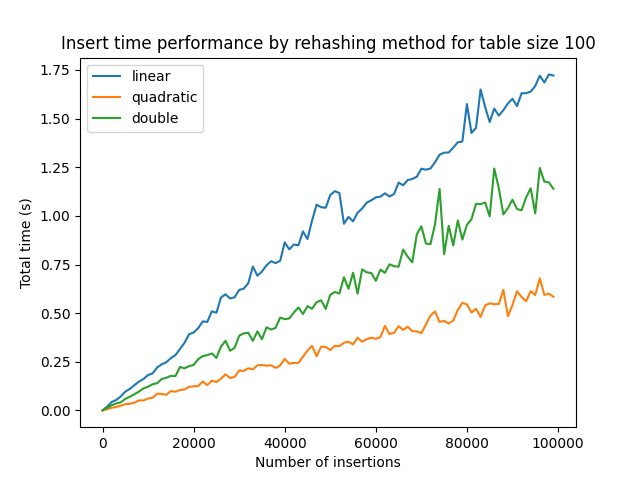 Insert time performance by rehashing method for table size 100
linear
quadratic
double
Total time (s)
1.75
1.50
1.25
1.00
0.75
0.50
0.25
0.00
0 20000 40000 60000 80000 100000
Number of insertions